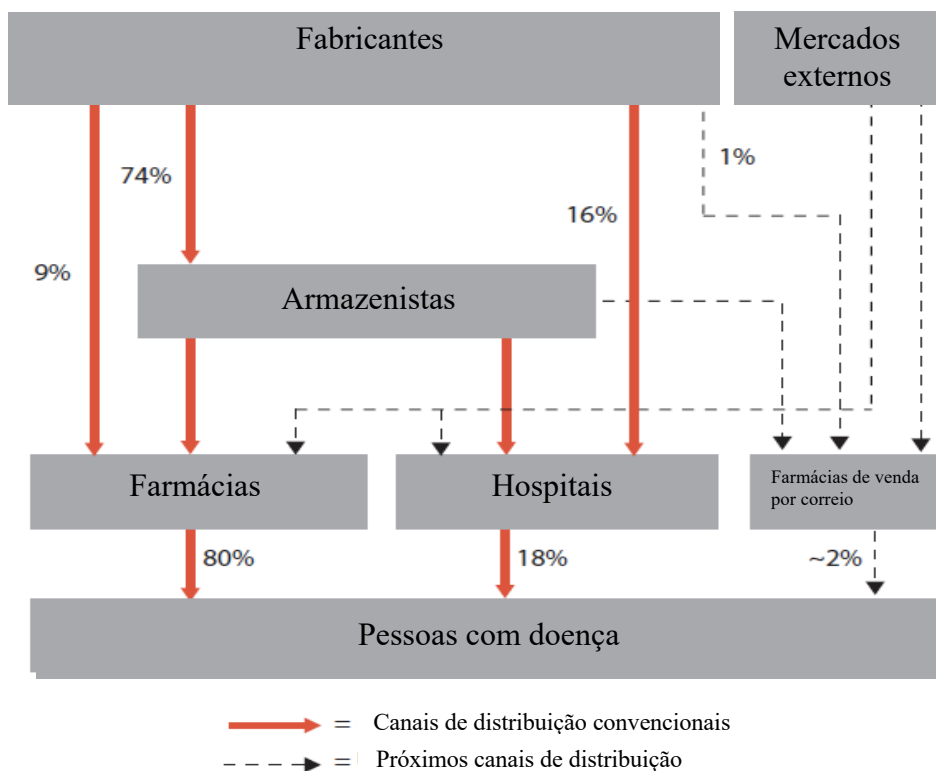 Fabricantes
Mercados
externos
1%
74%
16%
9%
Armazenistas
Farmácias
Hospitais
Farmácias de venda
por correio
80%
18%
~2%
Pessoas com doença
= Canais de distribuição convencionais
= Próximos canais de distribuição